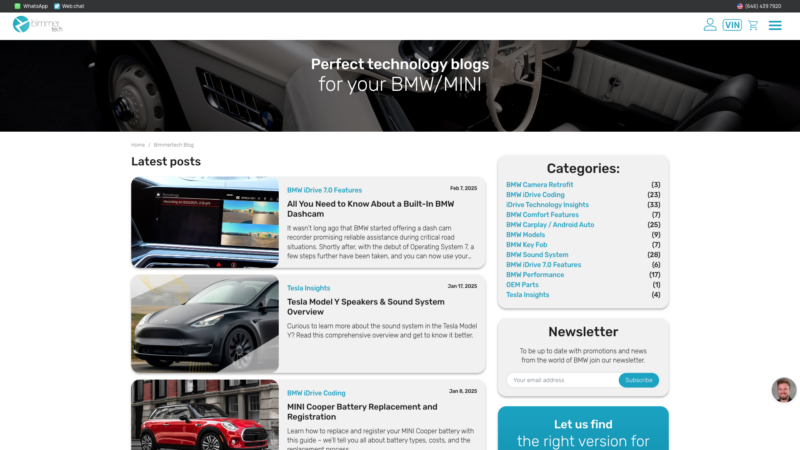 WhatsApp
Web chat
(646) 439 7920
bimmer
tech
VIN
Perfect technology blogs
for your BMW/MINI
Home / Bimmertech Blog
Latest posts
BMW iDrive 7.0 Features
Feb 7, 2025
All You Need to Know About a Built-In BMW
Dashcam
It wasn't long ago that BMW started offering a dash cam
recorder promising reliable assistance during critical road
situations. Shortly after, with the debut of Operating System 7, a
few steps further have been taken, and you can now use your...
Tesla Insights
Jan 17, 2025
Tesla Model Y Speakers & Sound System
Overview
Curious to learn more about the sound system in the Tesla Model
Y? Read this comprehensive overview and get to know it better.
BMW iDrive Coding
Jan 8, 2025
MINI Cooper Battery Replacement and
Registration
Learn how to replace and register your MINI Cooper battery with
this guide – we'll tell you all about battery types, costs, and the
replacement process.
Categories:
BMW Camera Retrofit (3)
BMW iDrive Coding (23)
iDrive Technology Insights (33)
BMW Comfort Features (7)
BMW Carplay / Android Auto (25)
BMW Models (9)
BMW Key Fob (7)
BMW Sound System (28)
BMW iDrive 7.0 Features (6)
BMW Performance (17)
OEM Parts (1)
Tesla Insights (4)
Newsletter
To be up to date with promotions and news
from the world of BMW join our newsletter.
Your email address
Subscribe
Let us find
the right version for